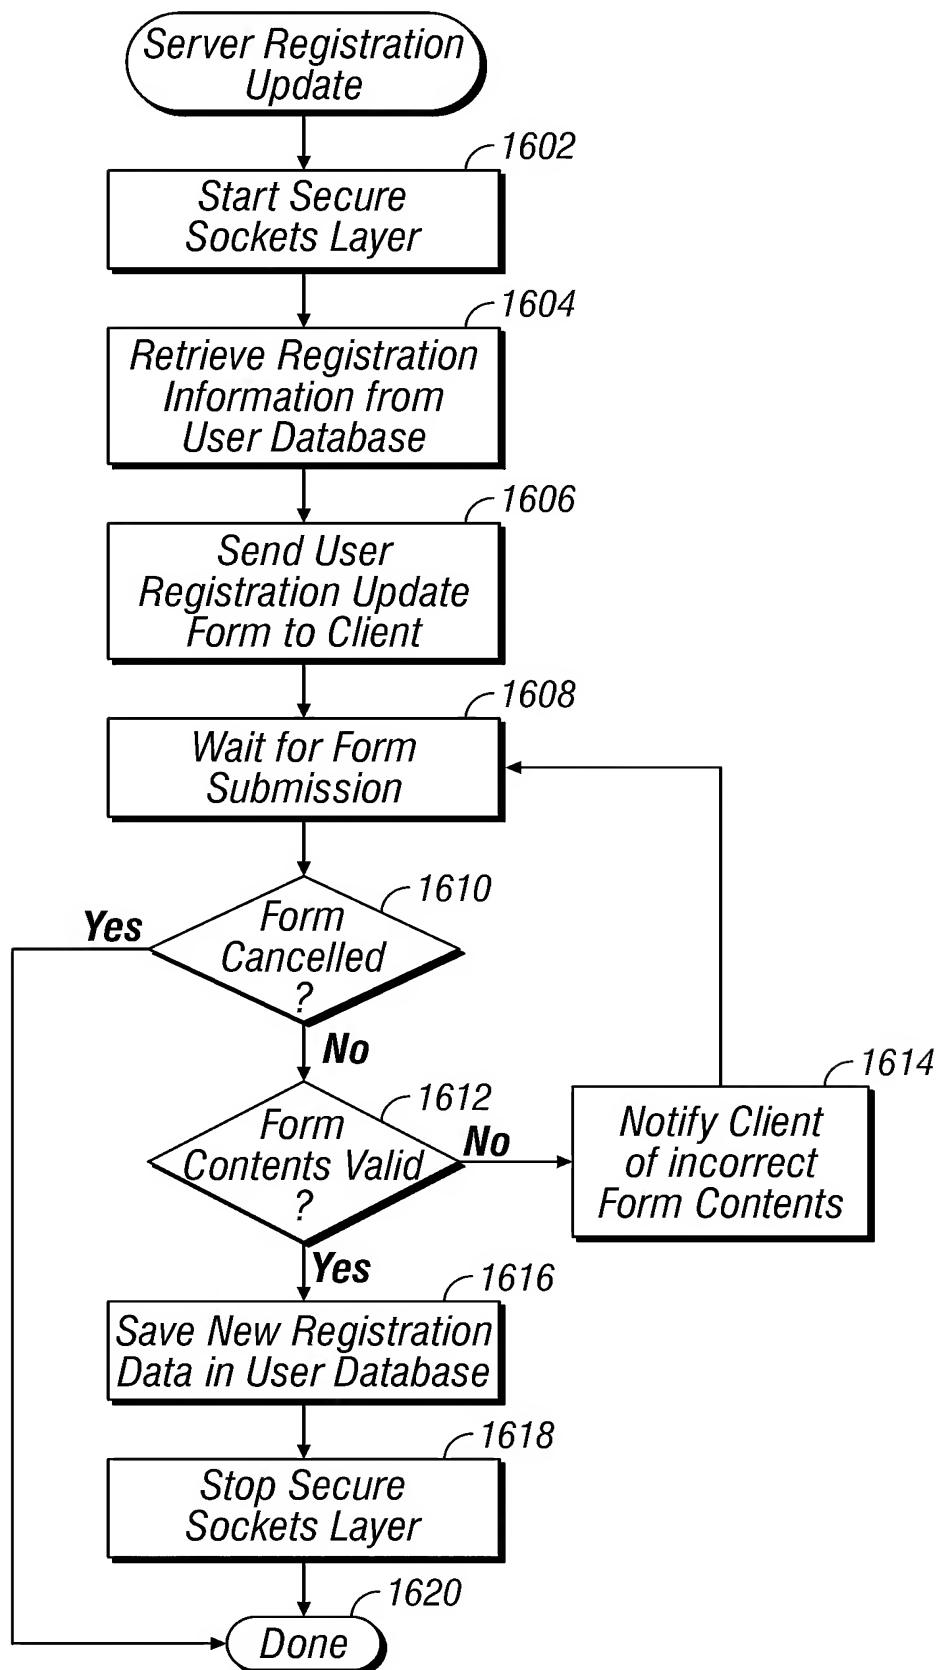 Server Registration
Update
1602
Start Secure
Sockets Layer
1604
Retrieve Registration
Information from
User Database
1606
Send User
Registration Update
Form to Client
1608
Wait for Form
Submission
1610
Form
Cancelled
?
Yes
No
1612
Form
Contents Valid
?
No
1614
Notify Client
of incorrect
Form Contents
Yes
1616
Save New Registration
Data in User Database
1618
Stop Secure
Sockets Layer
1620
Done